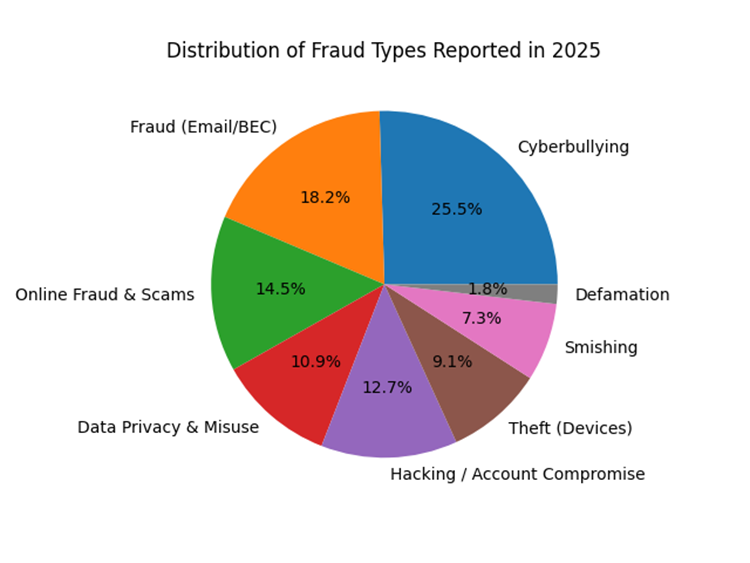 Distribution of Fraud Types Reported in 2025
Fraud (Email/BEC)
Cyberbullying
18.2%
25.5%
Online Fraud & Scams
14.5%
1.8%
Defamation
7.3%
Smishing
10.9%
9.1%
12.7%
Data Privacy & Misuse
Theft (Devices)
Hacking / Account Compromise